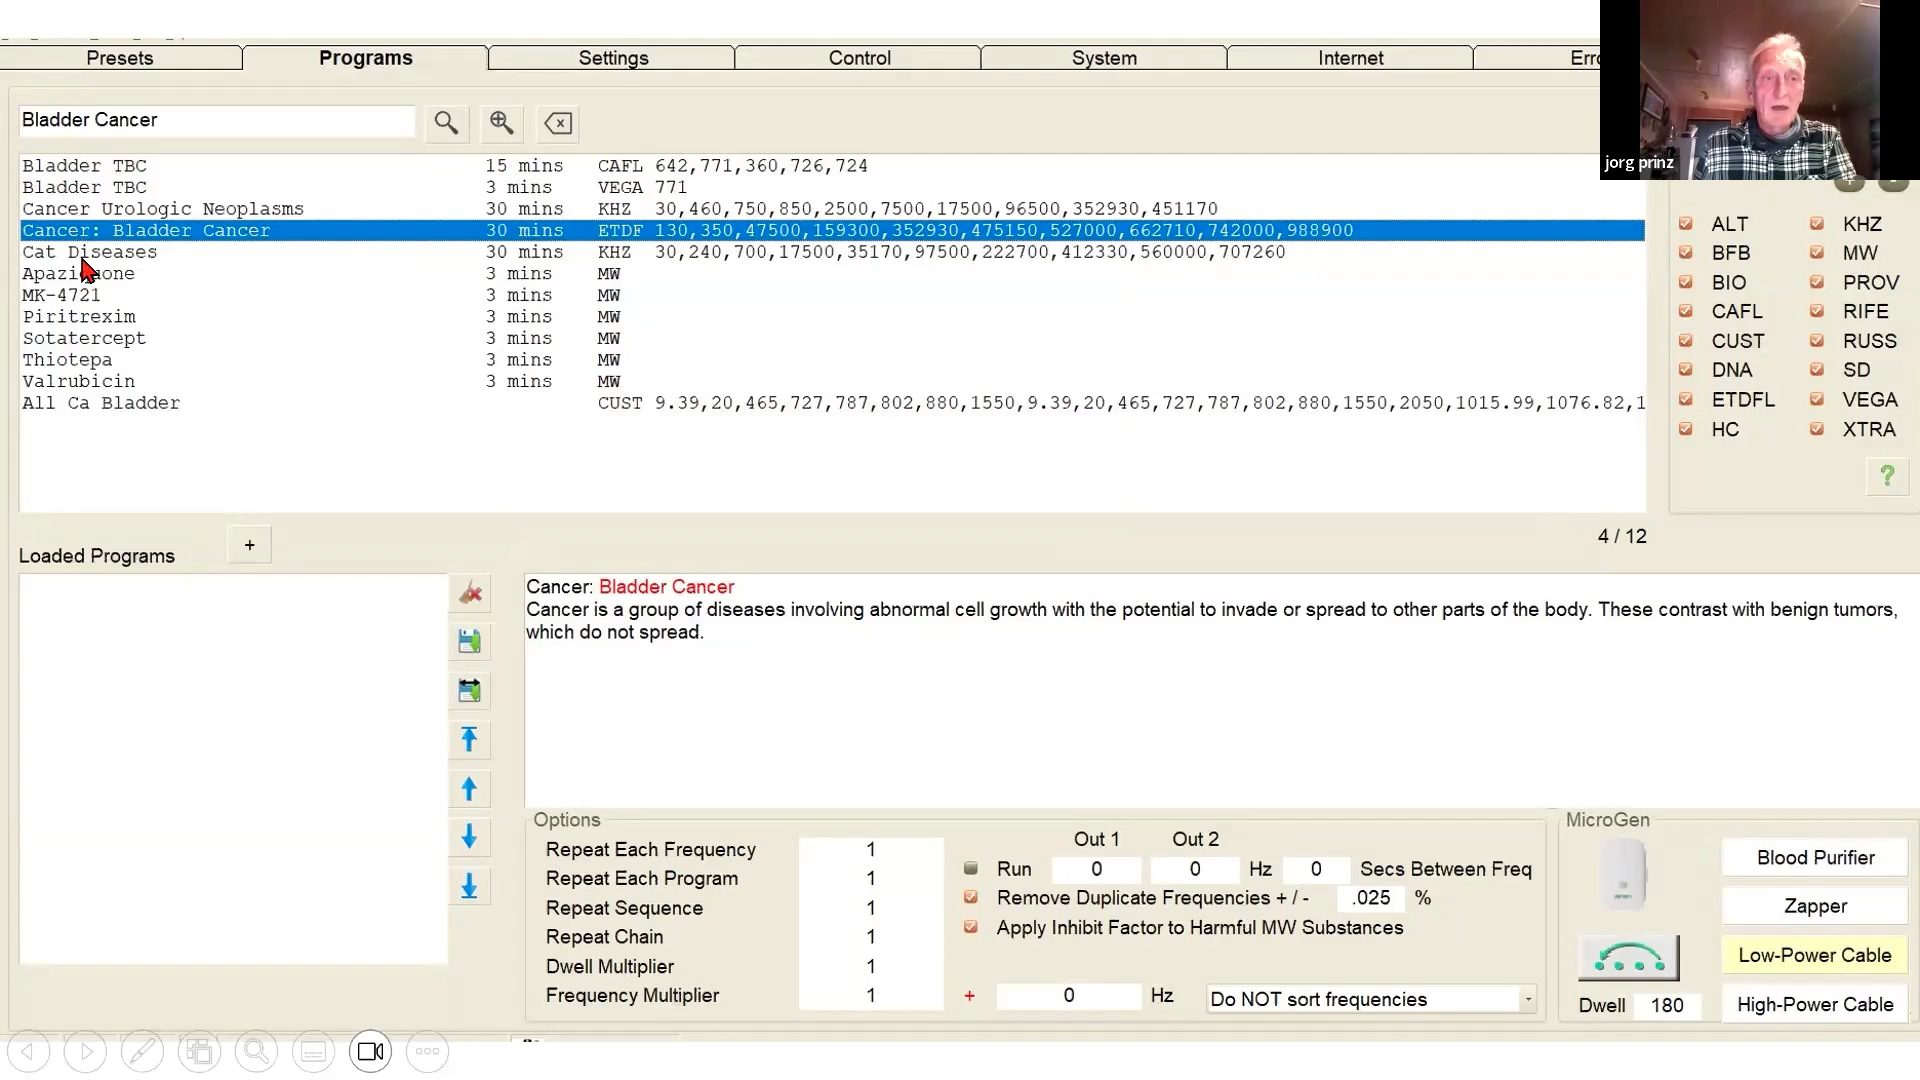 Presets Programs Settings Control System Internet
jorg prinz
Bladder Cancer
Bladder TBC 15 mins CAFL 642,771,360,726,724
Bladder TBC 3 mins VEGA 771
Cancer Urologic Neoplasms 30 mins KHZ 30,460,750,850,2500,7500,17500,96500,352930,451170
Cancer: Bladder Cancer 30 mins ETDF 130,350,47500,159300,352930,475150,527000,662710,742000,988900
Cat Diseases 30 mins KHZ 30,240,700,17500,35170,97500,222700,412330,560000,707260
3 mins MW
MK-4721 3 mins MW
Piritrexim 3 mins MW
Sotatercept 3 mins MW
Thiotepa 3 mins MW
Valrubicin 3 mins MW
All Ca Bladder CUST 9.39,20,465,727,787,802,880,1550,9.39,20,465,727,787,802,880,1550,2050,1015.99,1076.82,1
ALT KHZ
BFB MW
BIO PROV
CAFL RIFE
CUST RUSS
DNA SD
ETDFL VEGA
HC XTRA
?
4 / 12
Loaded Programs +
Cancer: Bladder Cancer
Cancer is a group of diseases involving abnormal cell growth with the potential to invade or spread to other parts of the body. These contrast with benign tumors,
which do not spread.
Options
Out 1 Out 2
Repeat Each Frequency 1
Run 0 0 Hz 0 Secs Between Freq
Repeat Each Program 1
Remove Duplicate Frequencies + / - .025 %
Repeat Sequence 1
Apply Inhibit Factor to Harmful MW Substances
Repeat Chain 1
Dwell Multiplier 1
Frequency Multiplier 1 + 0 Hz Do NOT sort frequencies
MicroGen
Blood Purifier
Zapper
Low-Power Cable
Dwell 180 High-Power Cable